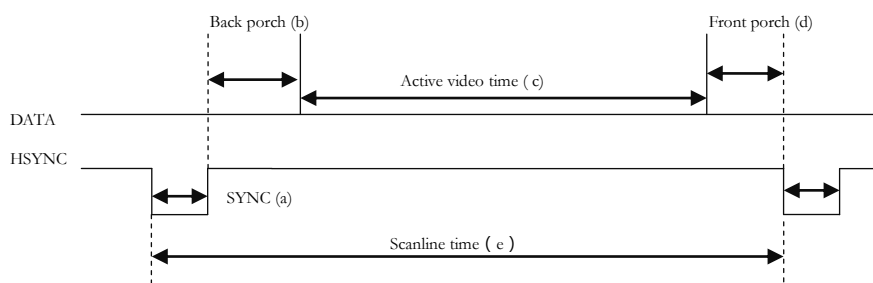 Back porch (b)
Front porch (d)
Active video time ( c)
DATA
HSYNC
SYNC (a)
Scanline time ( e )